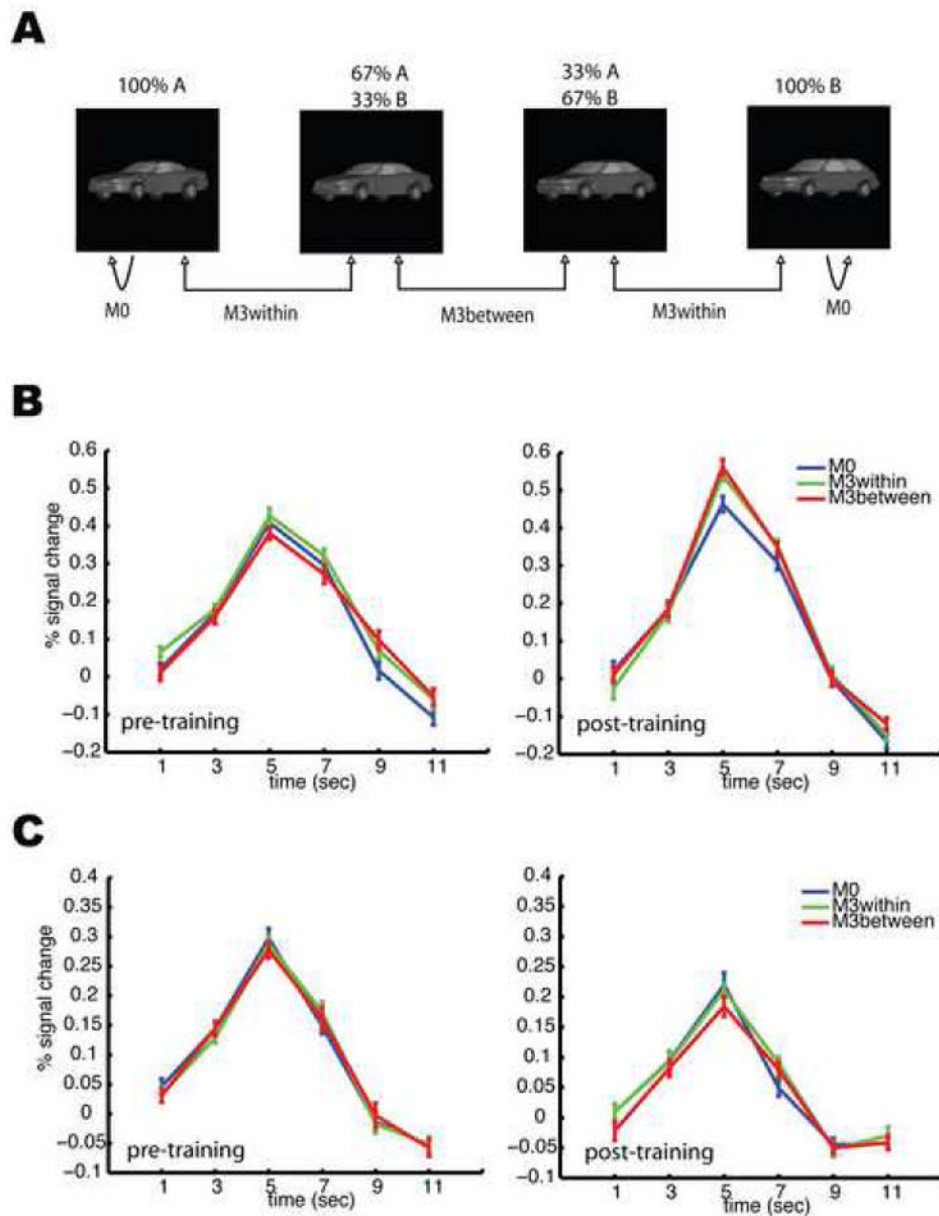 A
100% A
67% A
33% B
33% A
67% B
100% B
M0
M3within
M3between
M3within
M0
B
% signal change
0.6
0.5
0.4
0.3
0.2
0.1
0
–0.1
–0.2
pre-training
1 3 5 7 9 11
time (sec)
0.6
0.5
0.4
0.3
0.2
0.1
0
–0.1
–0.2
M0
M3within
M3between
post-training
1 3 5 7 9 11
time (sec)
C
% signal change
0.4
0.35
0.3
0.25
0.2
0.15
0.1
0.05
0
–0.05
–0.1
pre-training
1 3 5 7 9 11
time (sec)
0.4
0.35
0.3
0.25
0.2
0.15
0.1
0.05
0
–0.05
–0.1
M0
M3within
M3between
post-training
1 3 5 7 9 11
time (sec)